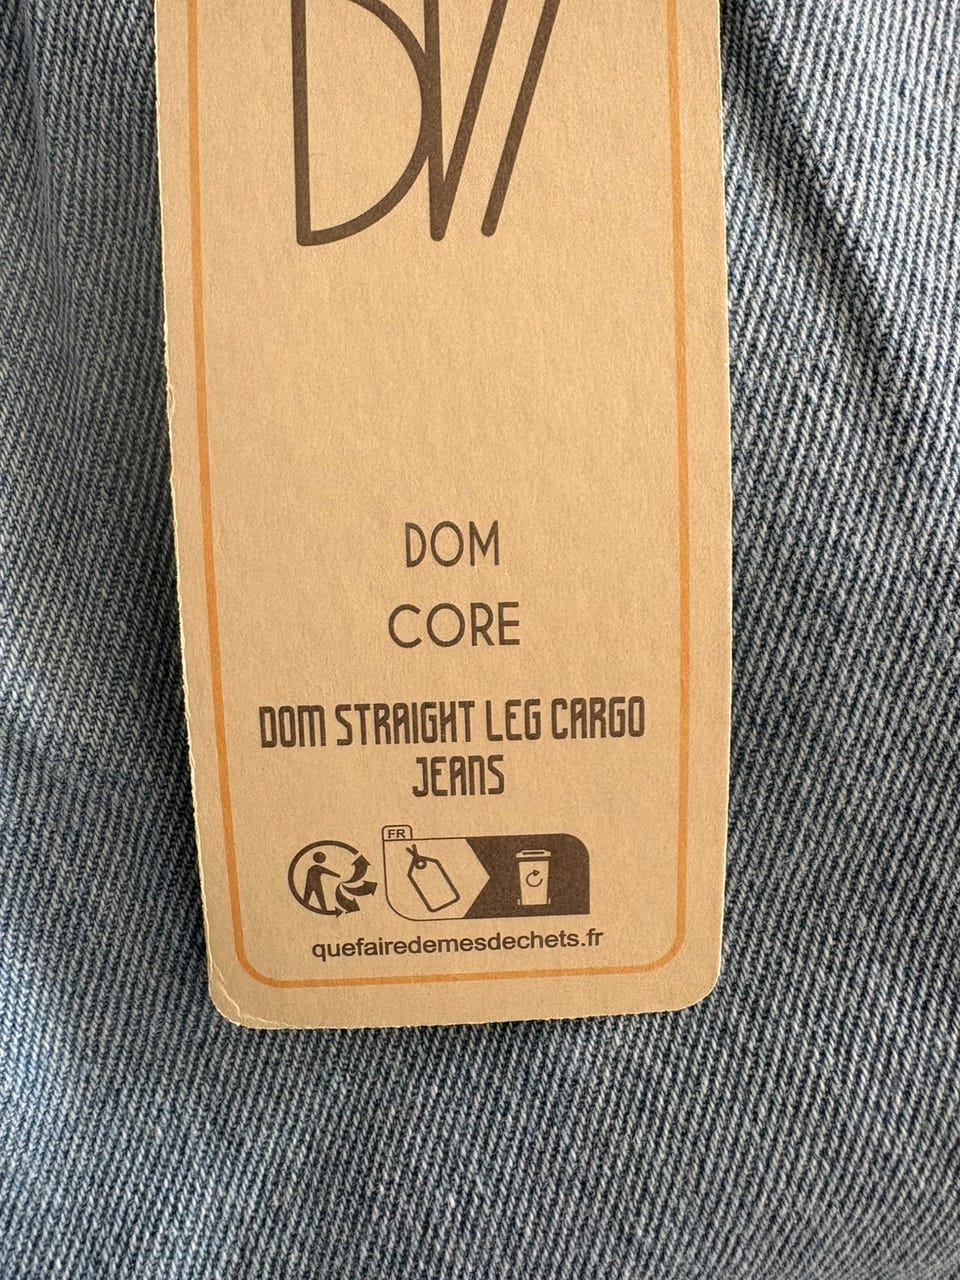 DOM
CORE
DOM STRAIGHT LEG CARGO
JEANS
FR
quefairedemesdechets.fr